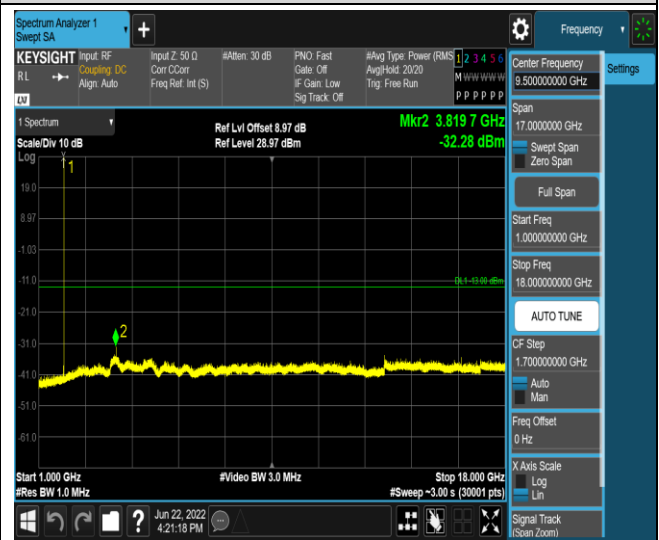 Spectrum Analyzer 1
Swept SA
+
Frequency
KEYSIGHT
Input: RF
Coupling: DC
Align: Auto
Input Z: 50 Ω
Corr CCorr
Freq Ref: Int (S)
#Atten: 30 dB
PNO: Fast
Gate: Off
IF Gain: Low
Sig Track: Off
#Avg Type: Power (RMS
Avg|Hold: 20/20
Trig: Free Run
1 2 3 4 5 6
M W W W W W
P P P P P P
RL
LXI
1 Spectrum
Scale/Div 10 dB
Log
Ref Lvl Offset 8.97 dB
Ref Level 28.97 dBm
Mkr2 3.819 7 GHz
-32.28 dBm
1
19.0
8.97
-1.03
-11.0
DL1 -13.00 dBm
-21.0
-31.0
2
-41.0
-51.0
-61.0
Start 1.000 GHz
#Res BW 1.0 MHz
#Video BW 3.0 MHz
Stop 18.000 GHz
#Sweep ~3.00 s (30001 pts)
?
Jun 22, 2022
4:21:18 PM
Center Frequency
9.500000000 GHz
Span
17.0000000 GHz
Swept Span
Zero Span
Full Span
Start Freq
1.000000000 GHz
Stop Freq
18.000000000 GHz
AUTO TUNE
CF Step
1.700000000 GHz
Auto
Man
Freq Offset
0 Hz
X Axis Scale
Log
Lin
Signal Track
(Span Zoom)
Settings